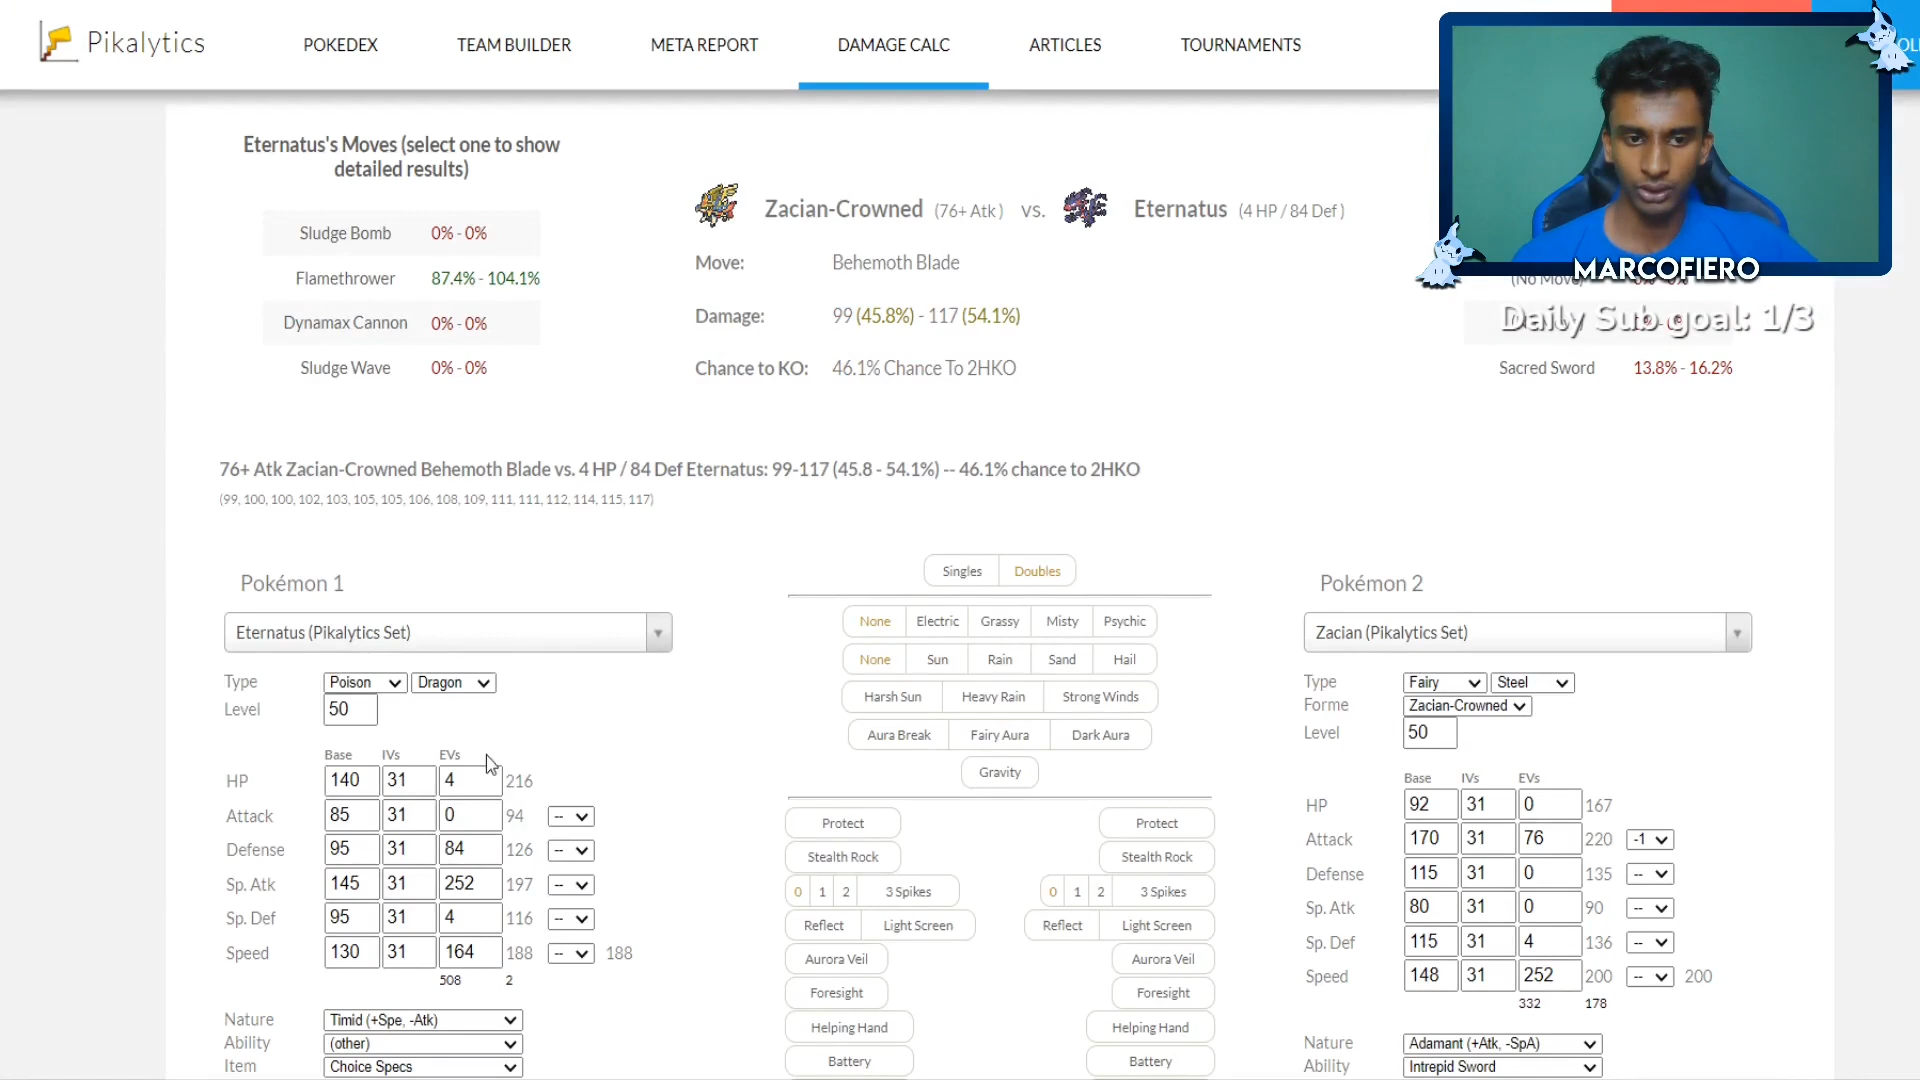 Pikalytics
POKEDEX
TEAM BUILDER
META REPORT
DAMAGE CALC
ARTICLES
TOURNAMENTS
MARCOFIERO
Daily Sub goal: 1/3
Eternatus's Moves (select one to show
detailed results)
Sludge Bomb 0% - 0%
Flamethrower 87.4% - 104.1%
Dynamax Cannon 0% - 0%
Sludge Wave 0% - 0%
Zacian-Crowned (76+ Atk) vs. Eternatus (4 HP / 84 Def)
Move: Behemoth Blade
Damage: 99 (45.8%) - 117 (54.1%)
Chance to KO: 46.1% Chance To 2HKO
(No Move)
Sacred Sword 13.8% - 16.2%
76+ Atk Zacian-Crowned Behemoth Blade vs. 4 HP / 84 Def Eternatus: 99-117 (45.8 - 54.1%) -- 46.1% chance to 2HKO
(99, 100, 100, 102, 103, 105, 105, 106, 108, 109, 111, 111, 112, 114, 115, 117)
Pokémon 1
Eternatus (Pikalytics Set)
Type Poison Dragon
Level 50
Base IVs EVs
HP 140 31 4 216
Attack 85 31 0 94 --
Defense 95 31 84 126 --
Sp. Atk 145 31 252 197 --
Sp. Def 95 31 4 116 --
Speed 130 31 164 188 -- 188
508 2
Nature Timid (+Spe, -Atk)
Ability (other)
Item Choice Specs
Singles Doubles
None Electric Grassy Misty Psychic
None Sun Rain Sand Hail
Harsh Sun Heavy Rain Strong Winds
Aura Break Fairy Aura Dark Aura
Gravity
Protect Protect
Stealth Rock Stealth Rock
0 1 2 3 Spikes 0 1 2 3 Spikes
Reflect Light Screen Reflect Light Screen
Aurora Veil Aurora Veil
Foresight Foresight
Helping Hand Helping Hand
Battery Battery
Pokémon 2
Zacian (Pikalytics Set)
Type Fairy Steel
Forme Zacian-Crowned
Level 50
Base IVs EVs
HP 92 31 0 167
Attack 170 31 76 220 -1
Defense 115 31 0 135 --
Sp. Atk 80 31 0 90 --
Sp. Def 115 31 4 136 --
Speed 148 31 252 200 -- 200
332 178
Nature Adamant (+Atk, -SpA)
Ability Intrepid Sword